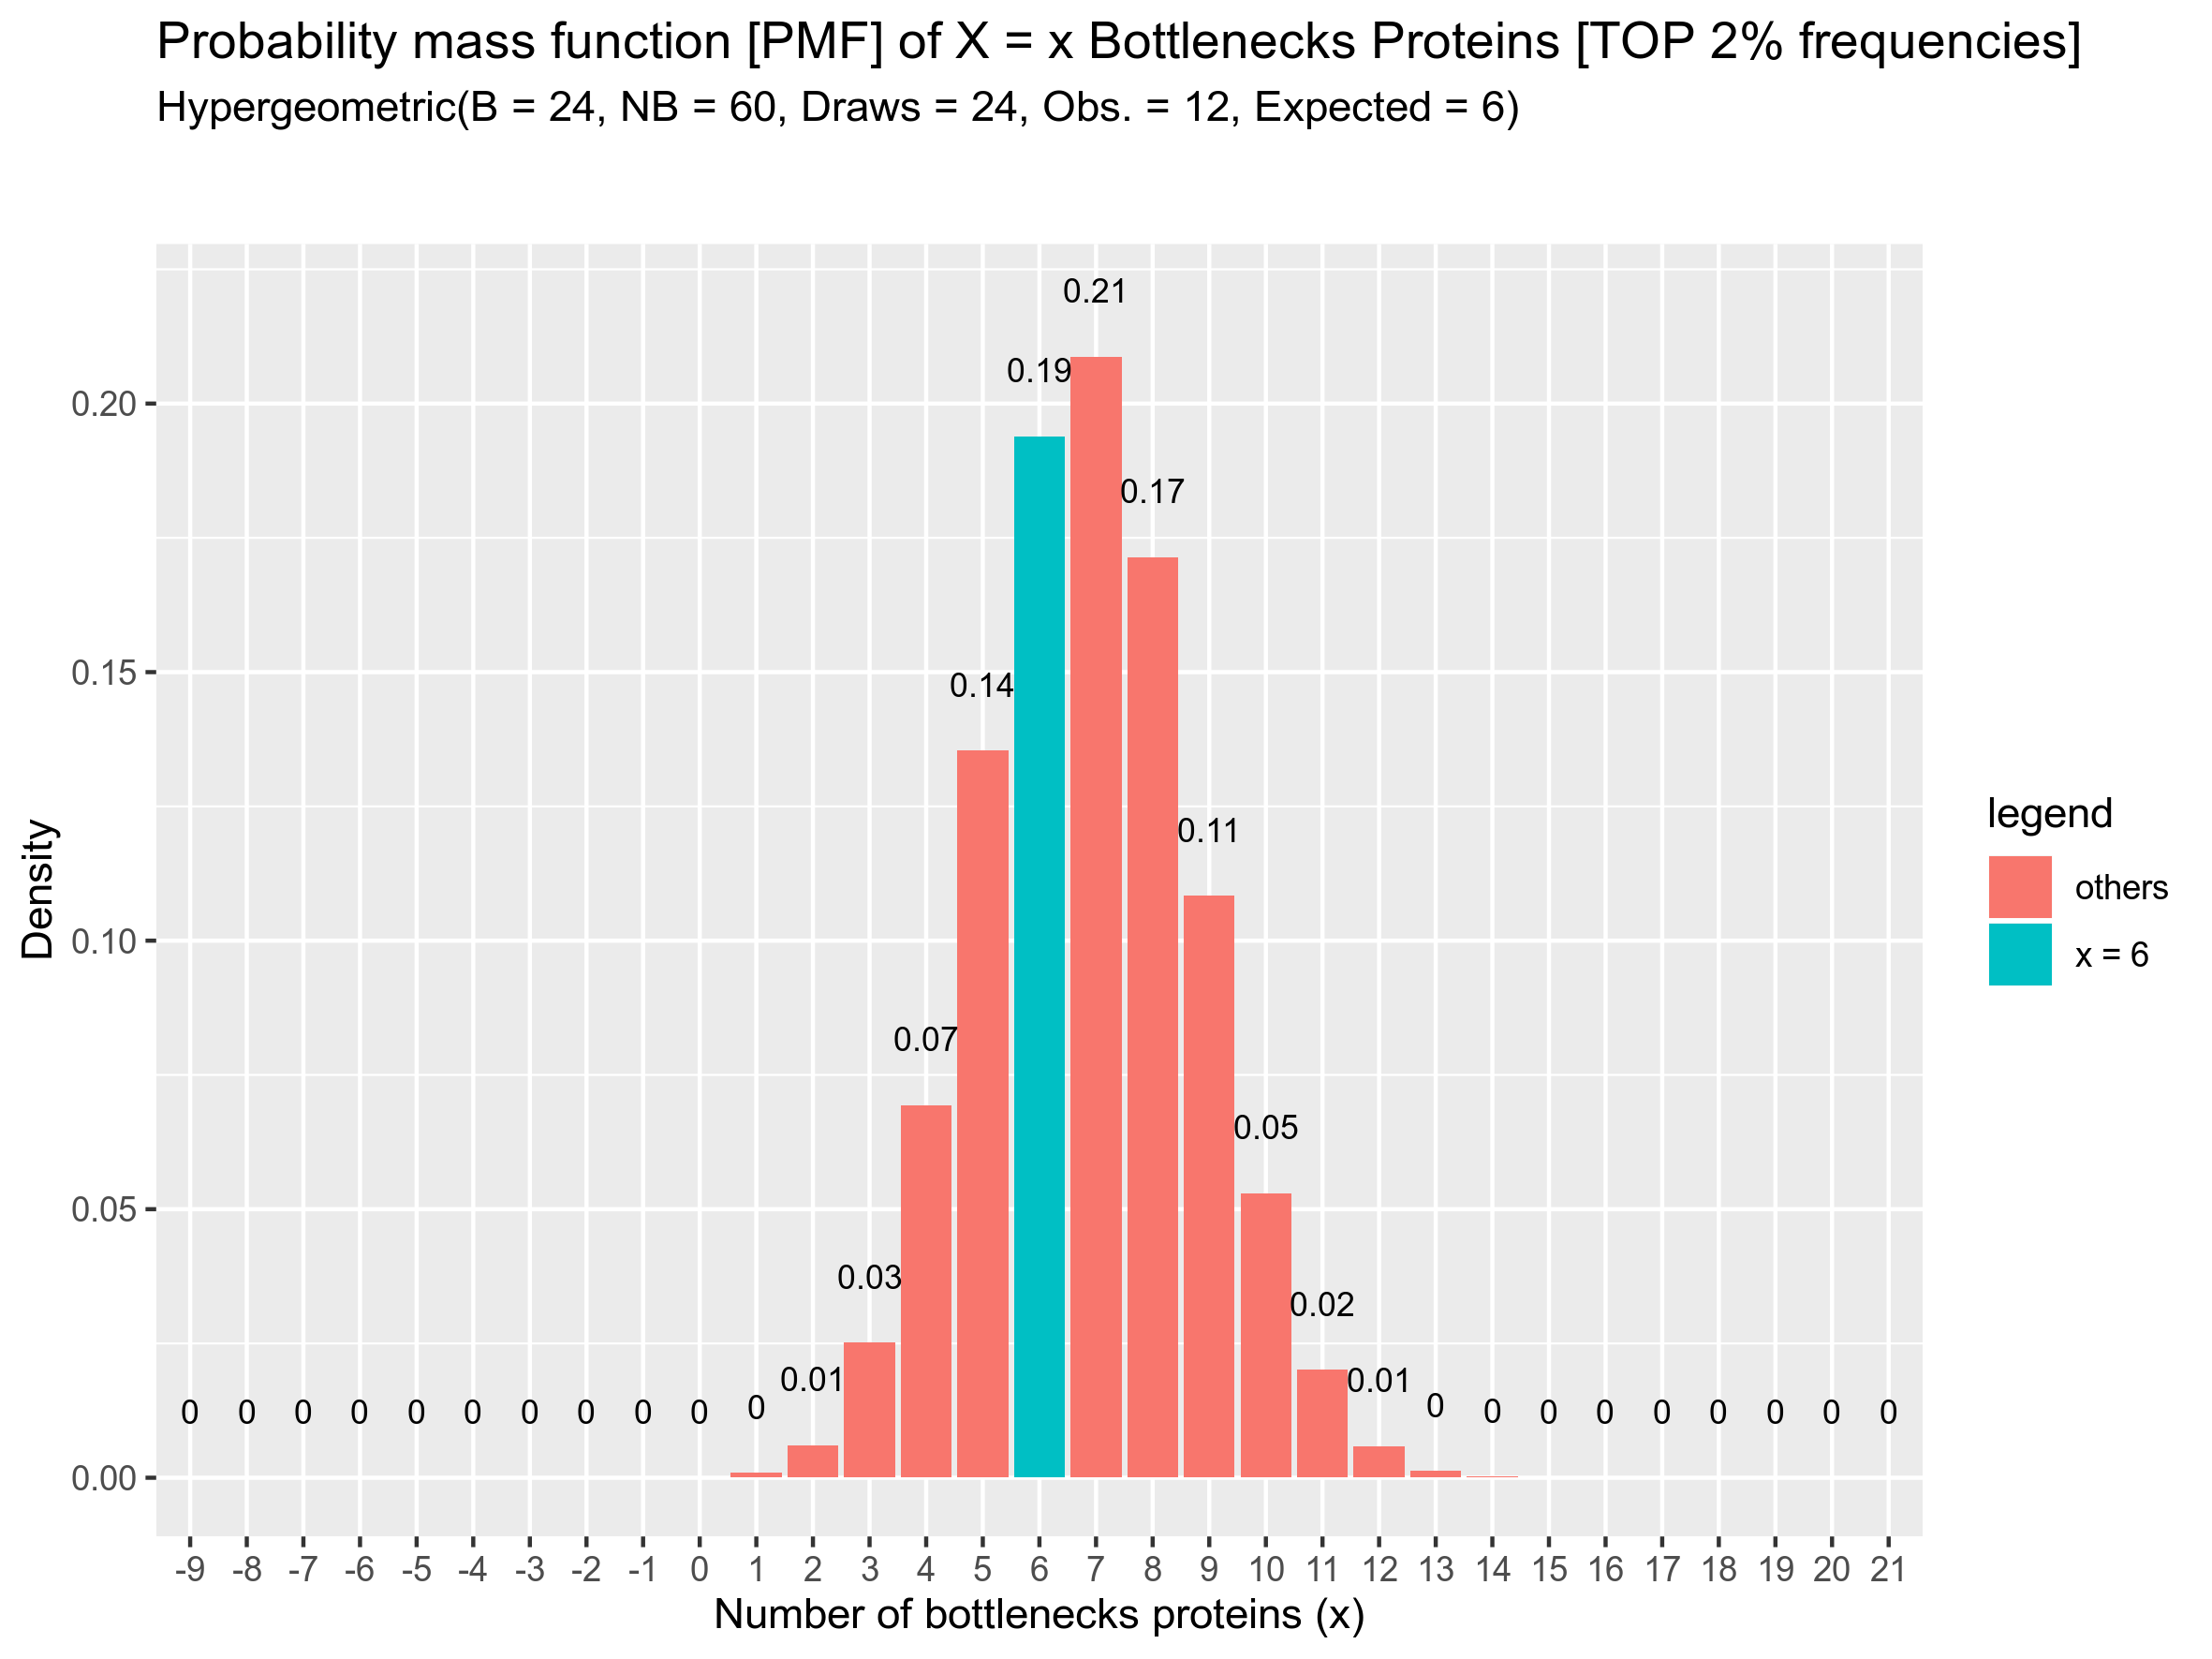 Probability mass function [PMF] of X = x Bottlenecks Proteins [TOP 2% frequencies]
Hypergeometric(B = 24, NB = 60, Draws = 24, Obs. = 12, Expected = 6)
0.21
0.19
0.17
0.14
0.11
0.07
0.05
0.03
0.02
0.01
0.01
0 0 0 0 0 0 0 0 0 0 0
0 0 0 0 0 0 0 0 0
0.20
0.15
0.10
0.05
0.00
Density
-9 -8 -7 -6 -5 -4 -3 -2 -1 0 1 2 3 4 5 6 7 8 9 10 11 12 13 14 15 16 17 18 19 20 21
Number of bottlenecks proteins (x)
legend
others
x = 6